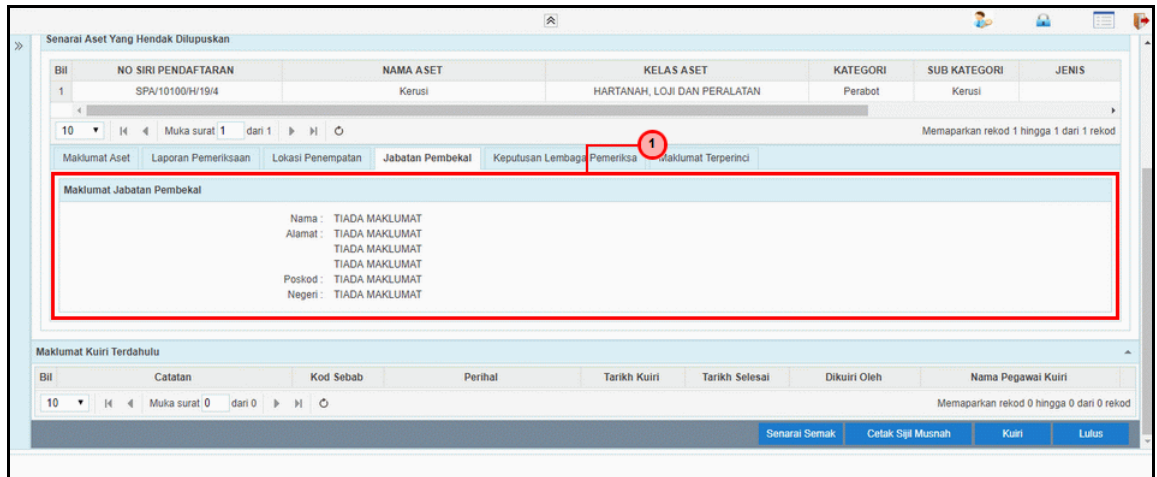 Senarai Aset Yang Hendak Dilupuskan
Bil NO SIRI PENDAFTARAN NAMA ASET KELAS ASET KATEGORI SUB KATEGORI JENIS
1 SPA/10100/H/19/4 Kerusi HARTANAH, LOJI DAN PERALATAN Perabot Kerusi
10 Muka surat 1 dari 1 Memaparkan rekod 1 hingga 1 dari 1 rekod
1
Maklumat Aset Laporan Pemeriksaan Lokasi Penempatan Jabatan Pembekal Keputusan Lembaga Pemeriksa Maklumat Terperinci
Maklumat Jabatan Pembekal
Nama : TIADA MAKLUMAT
Alamat : TIADA MAKLUMAT
TIADA MAKLUMAT
TIADA MAKLUMAT
Poskod : TIADA MAKLUMAT
Negeri : TIADA MAKLUMAT
Maklumat Kuiri Terdahulu
Bil Catatan Kod Sebab Perihal Tarikh Kuiri Tarikh Selesai Dikuiri Oleh Nama Pegawai Kuiri
10 Muka surat 0 dari 0 Memaparkan rekod 0 hingga 0 dari 0 rekod
Senarai Semak Cetak Sijil Musnah Kuiri Lulus